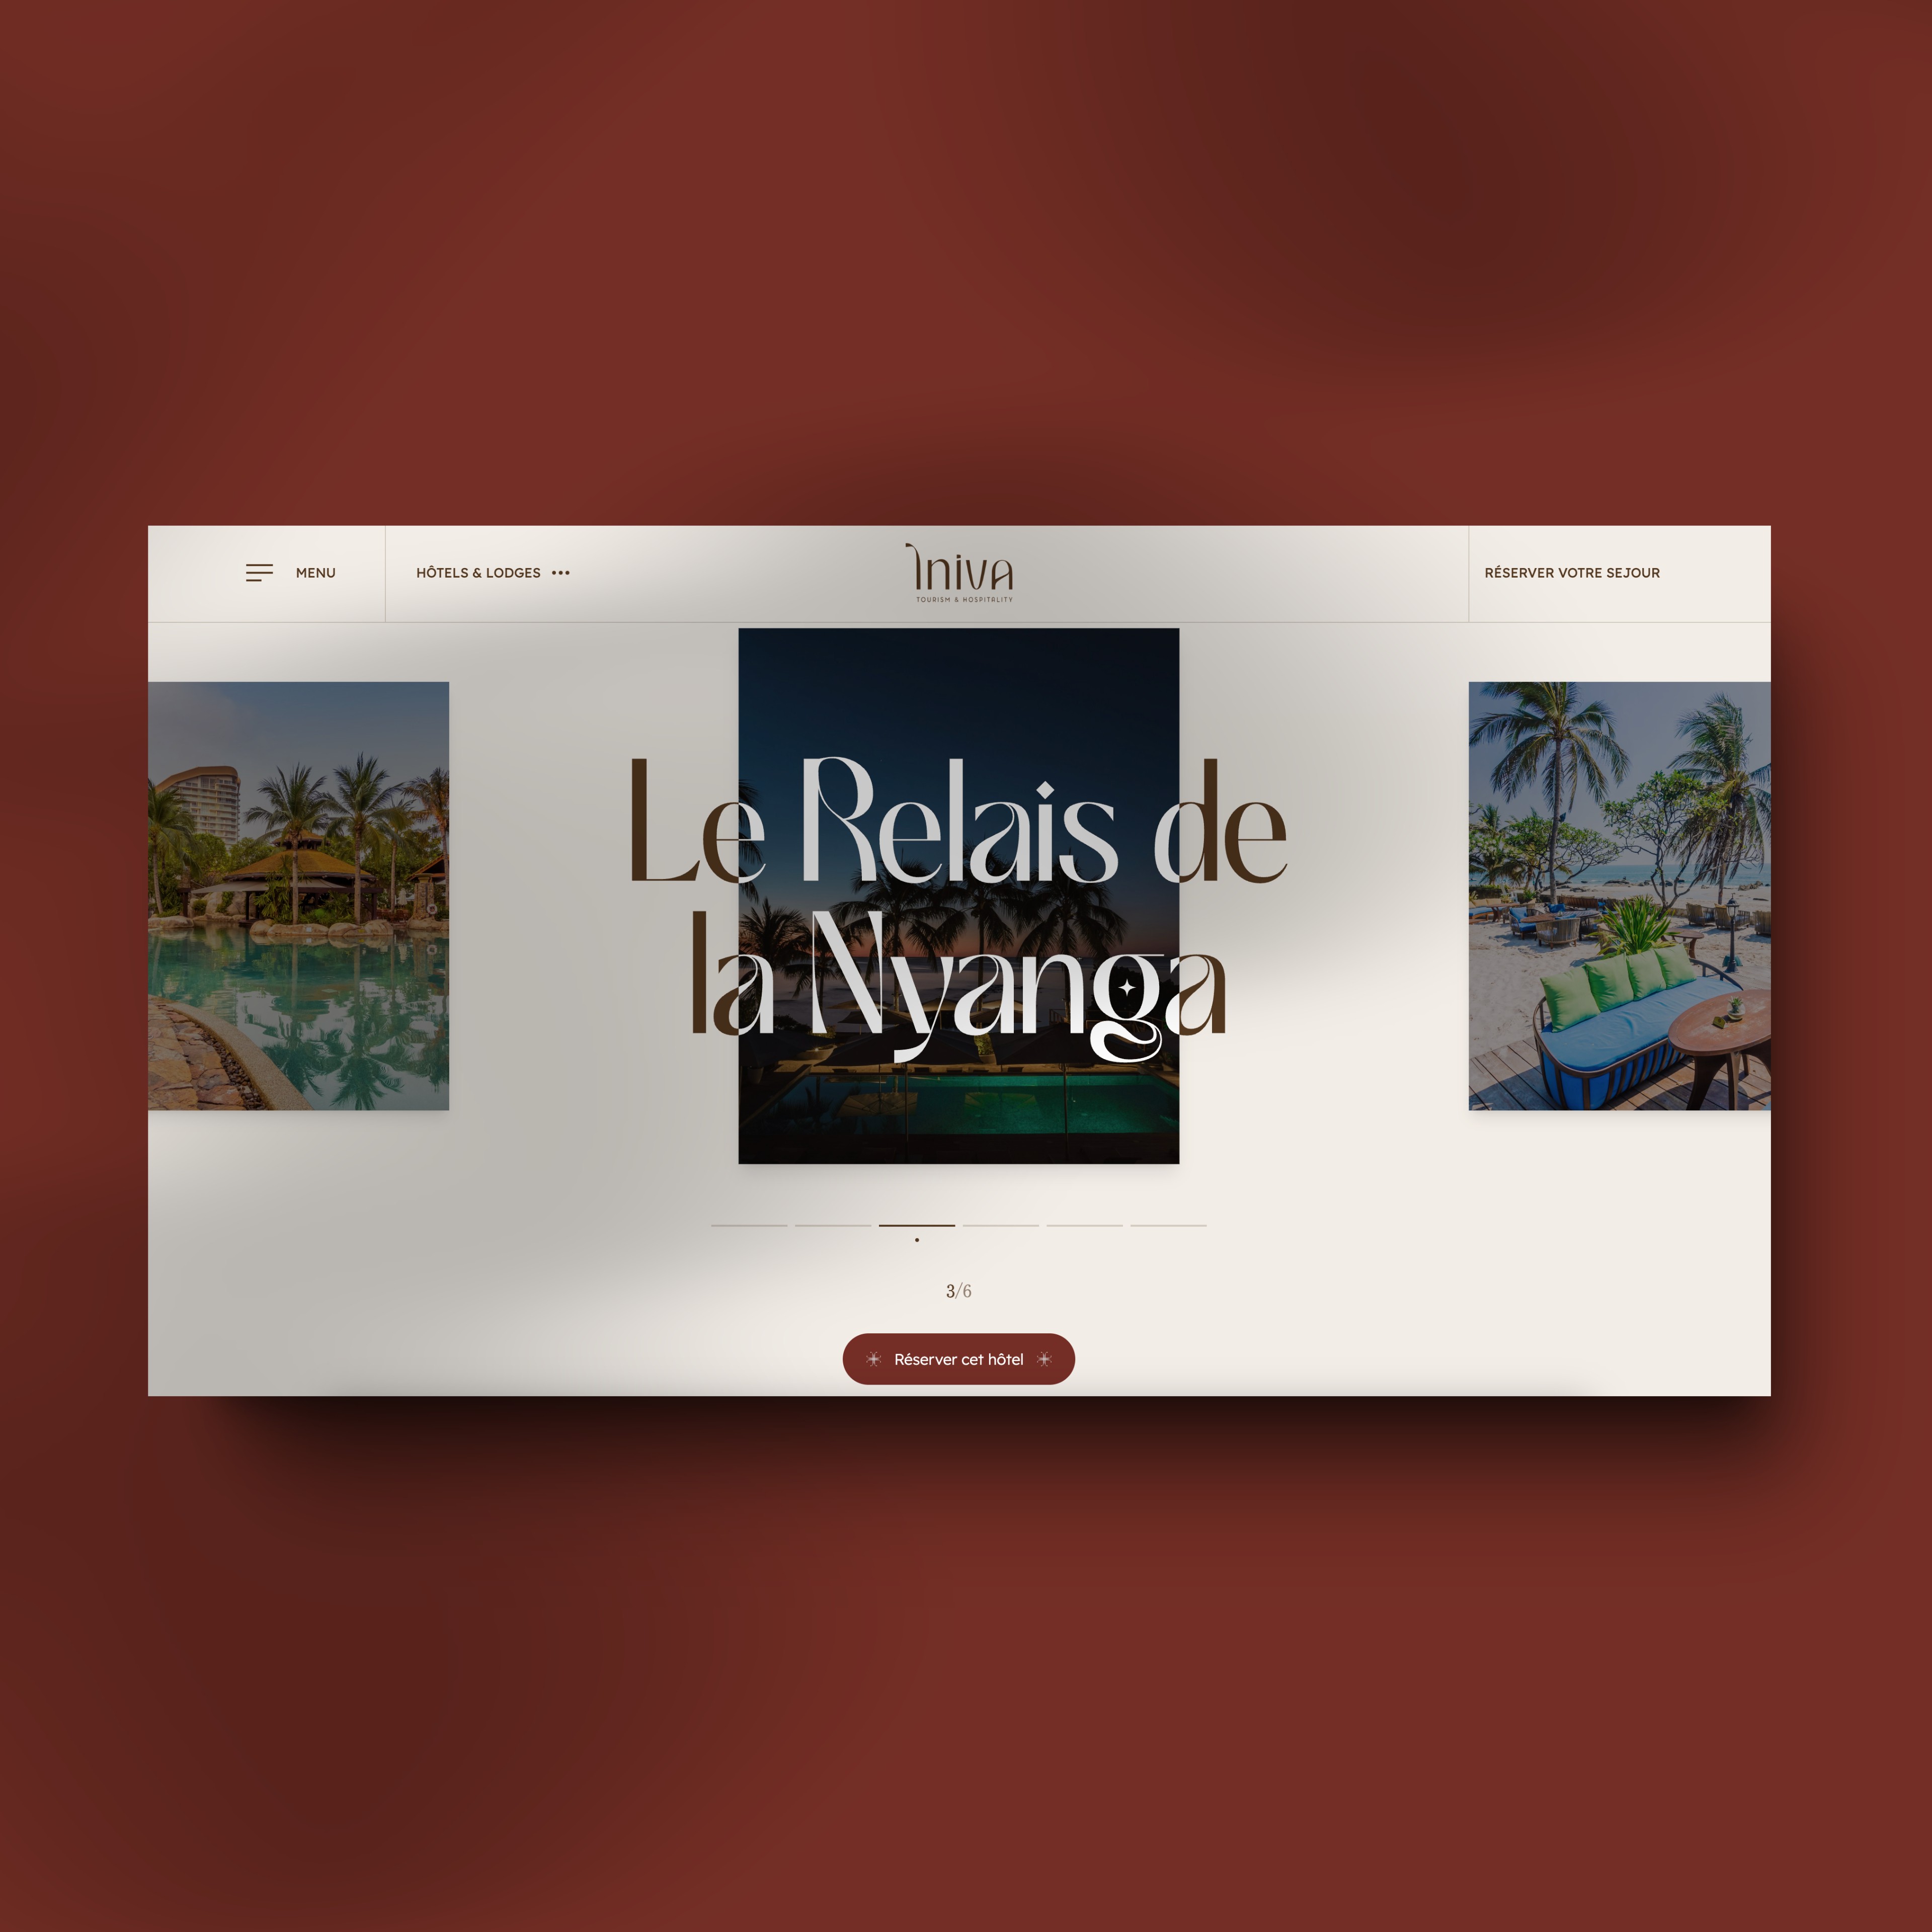 MENU
HÔTELS & LODGES
Iniva
TOURISM & HOSPITALITY
RÉSERVER VOTRE SEJOUR
Le Relais de
la Nyanga
3/6
Réserver cet hôtel